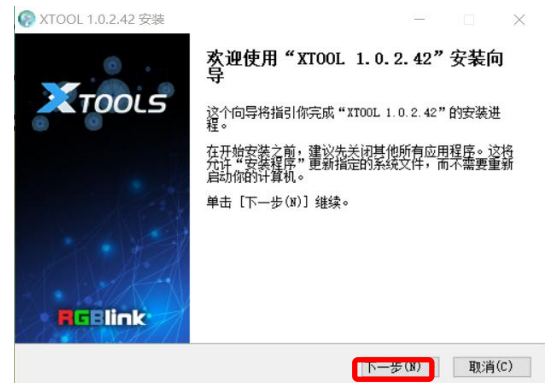 XTOOL 1.0.2.42 安装
欢迎使用“XTOOL 1.0.2.42”安装向
导
XTOOLS
这个向导将指引你完成“XTOOL 1.0.2.42”的安装进
程。
在开始安装之前，建议先关闭其他所有应用程序。这将
允许“安装程序”更新指定的系统文件，而不需要重新
启动你的计算机。
单击 [下一步(N)] 继续。
RGBlink
下一步(N)
取消(C)